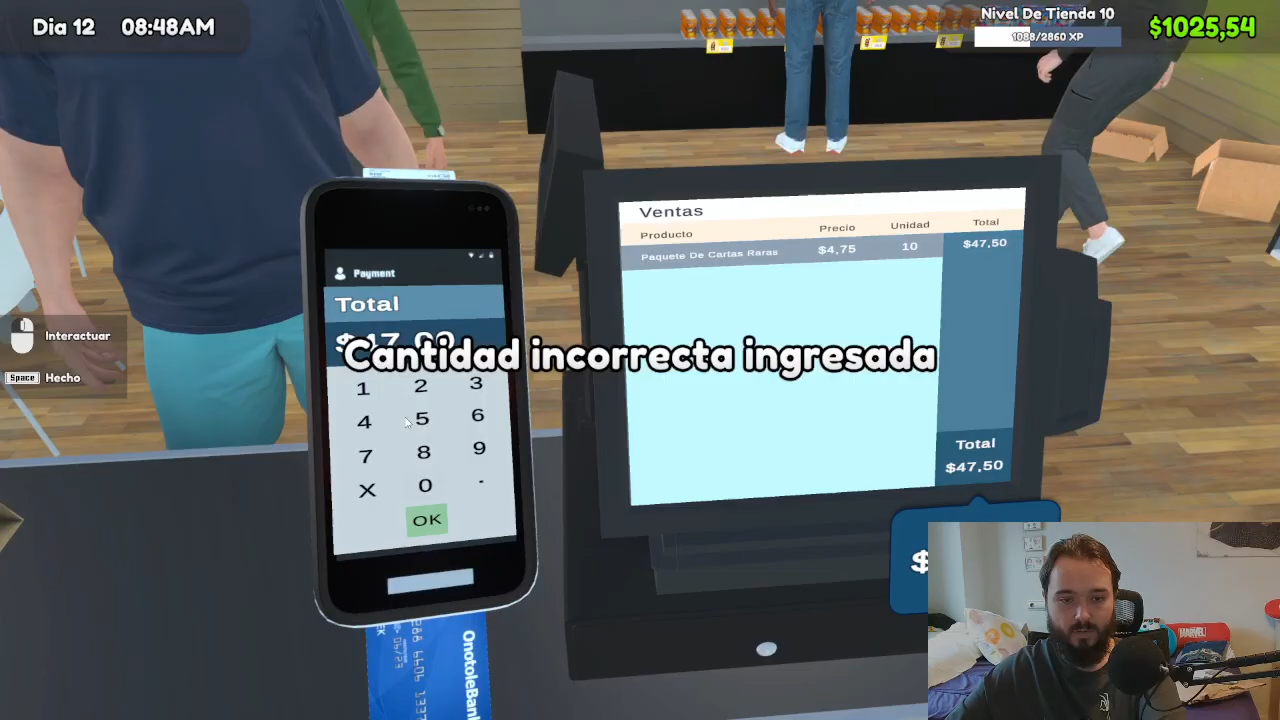 Dia 12 08:48AM
Nivel De Tienda 10
1088/2860 XP
$1025,54
Interactuar
Space Hecho
Payment
Total
Cantidad incorrecta ingresada
1 2 3
4 5 6
7 8 9
X 0 .
OK
Ventas
Producto Precio Unidad Total
Paquete De Cartas Raras $4,75 10 $47,50
Total
$47,50
$
OnotoleBank
MARVEL